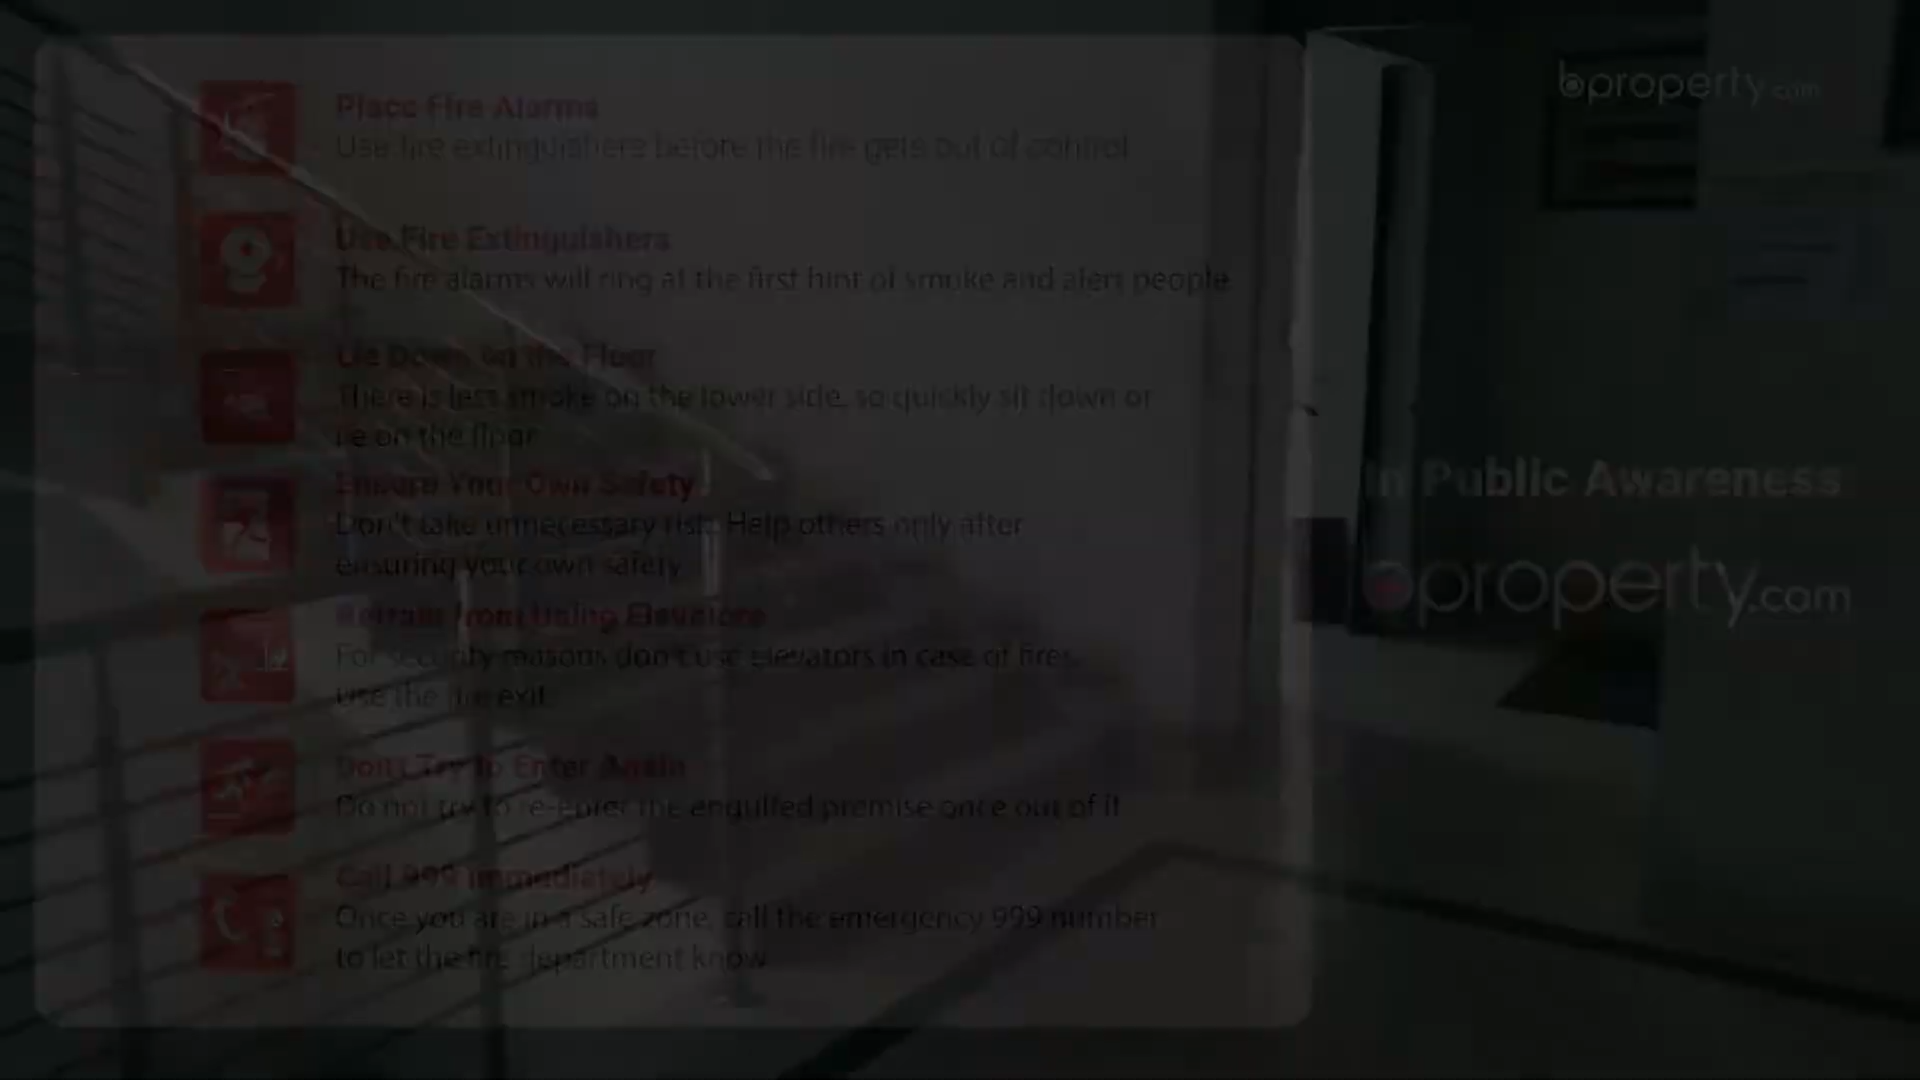 bproperty.com
Place Fire Alarms
Use fire extinguishers before the fire gets out of control
Use Fire Extinguishers
The fire alarms will ring at the first hint of smoke and alert people
Lie Down on the Floor
There is less smoke on the lower side, so quickly sit down or
lie on the floor
Ensure Your Own Safety
Don't take unnecessary risk. Help others only after
ensuring your own safety
Refrain from Using Elevators
For security reasons don't use elevators in case of fires,
use the fire exit.
Don't Try to Enter Again
Do not try to re-enter the engulfed premise once out of it
Call 999 Immediately
Once you are in a safe zone, call the emergency 999 number
to let the fire department know
In Public Awareness
bproperty.com